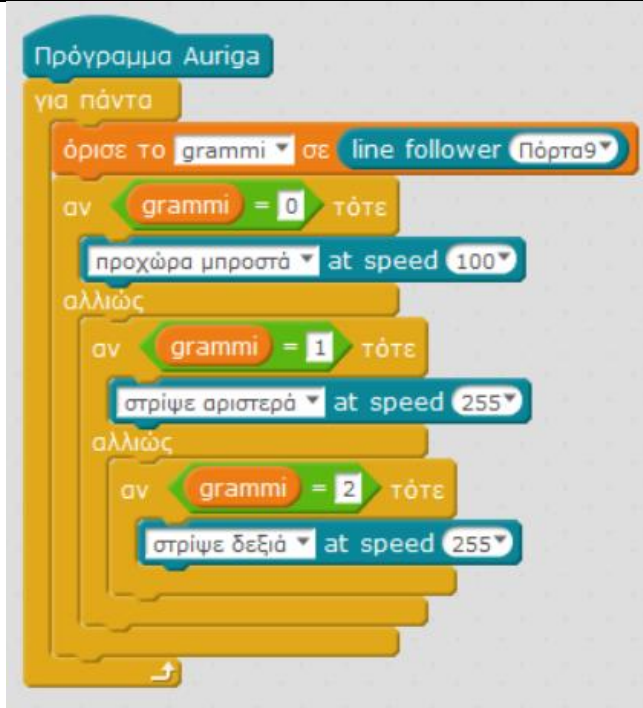 Πρόγραμμα Auriga
για πάντα
όρισε το grammi σε line follower Πόρτα9
αν grammi = 0 τότε
προχώρα μπροστά at speed 100
αλλιώς
αν grammi = 1 τότε
στρίψε αριστερά at speed 255
αλλιώς
αν grammi = 2 τότε
στρίψε δεξιά at speed 255